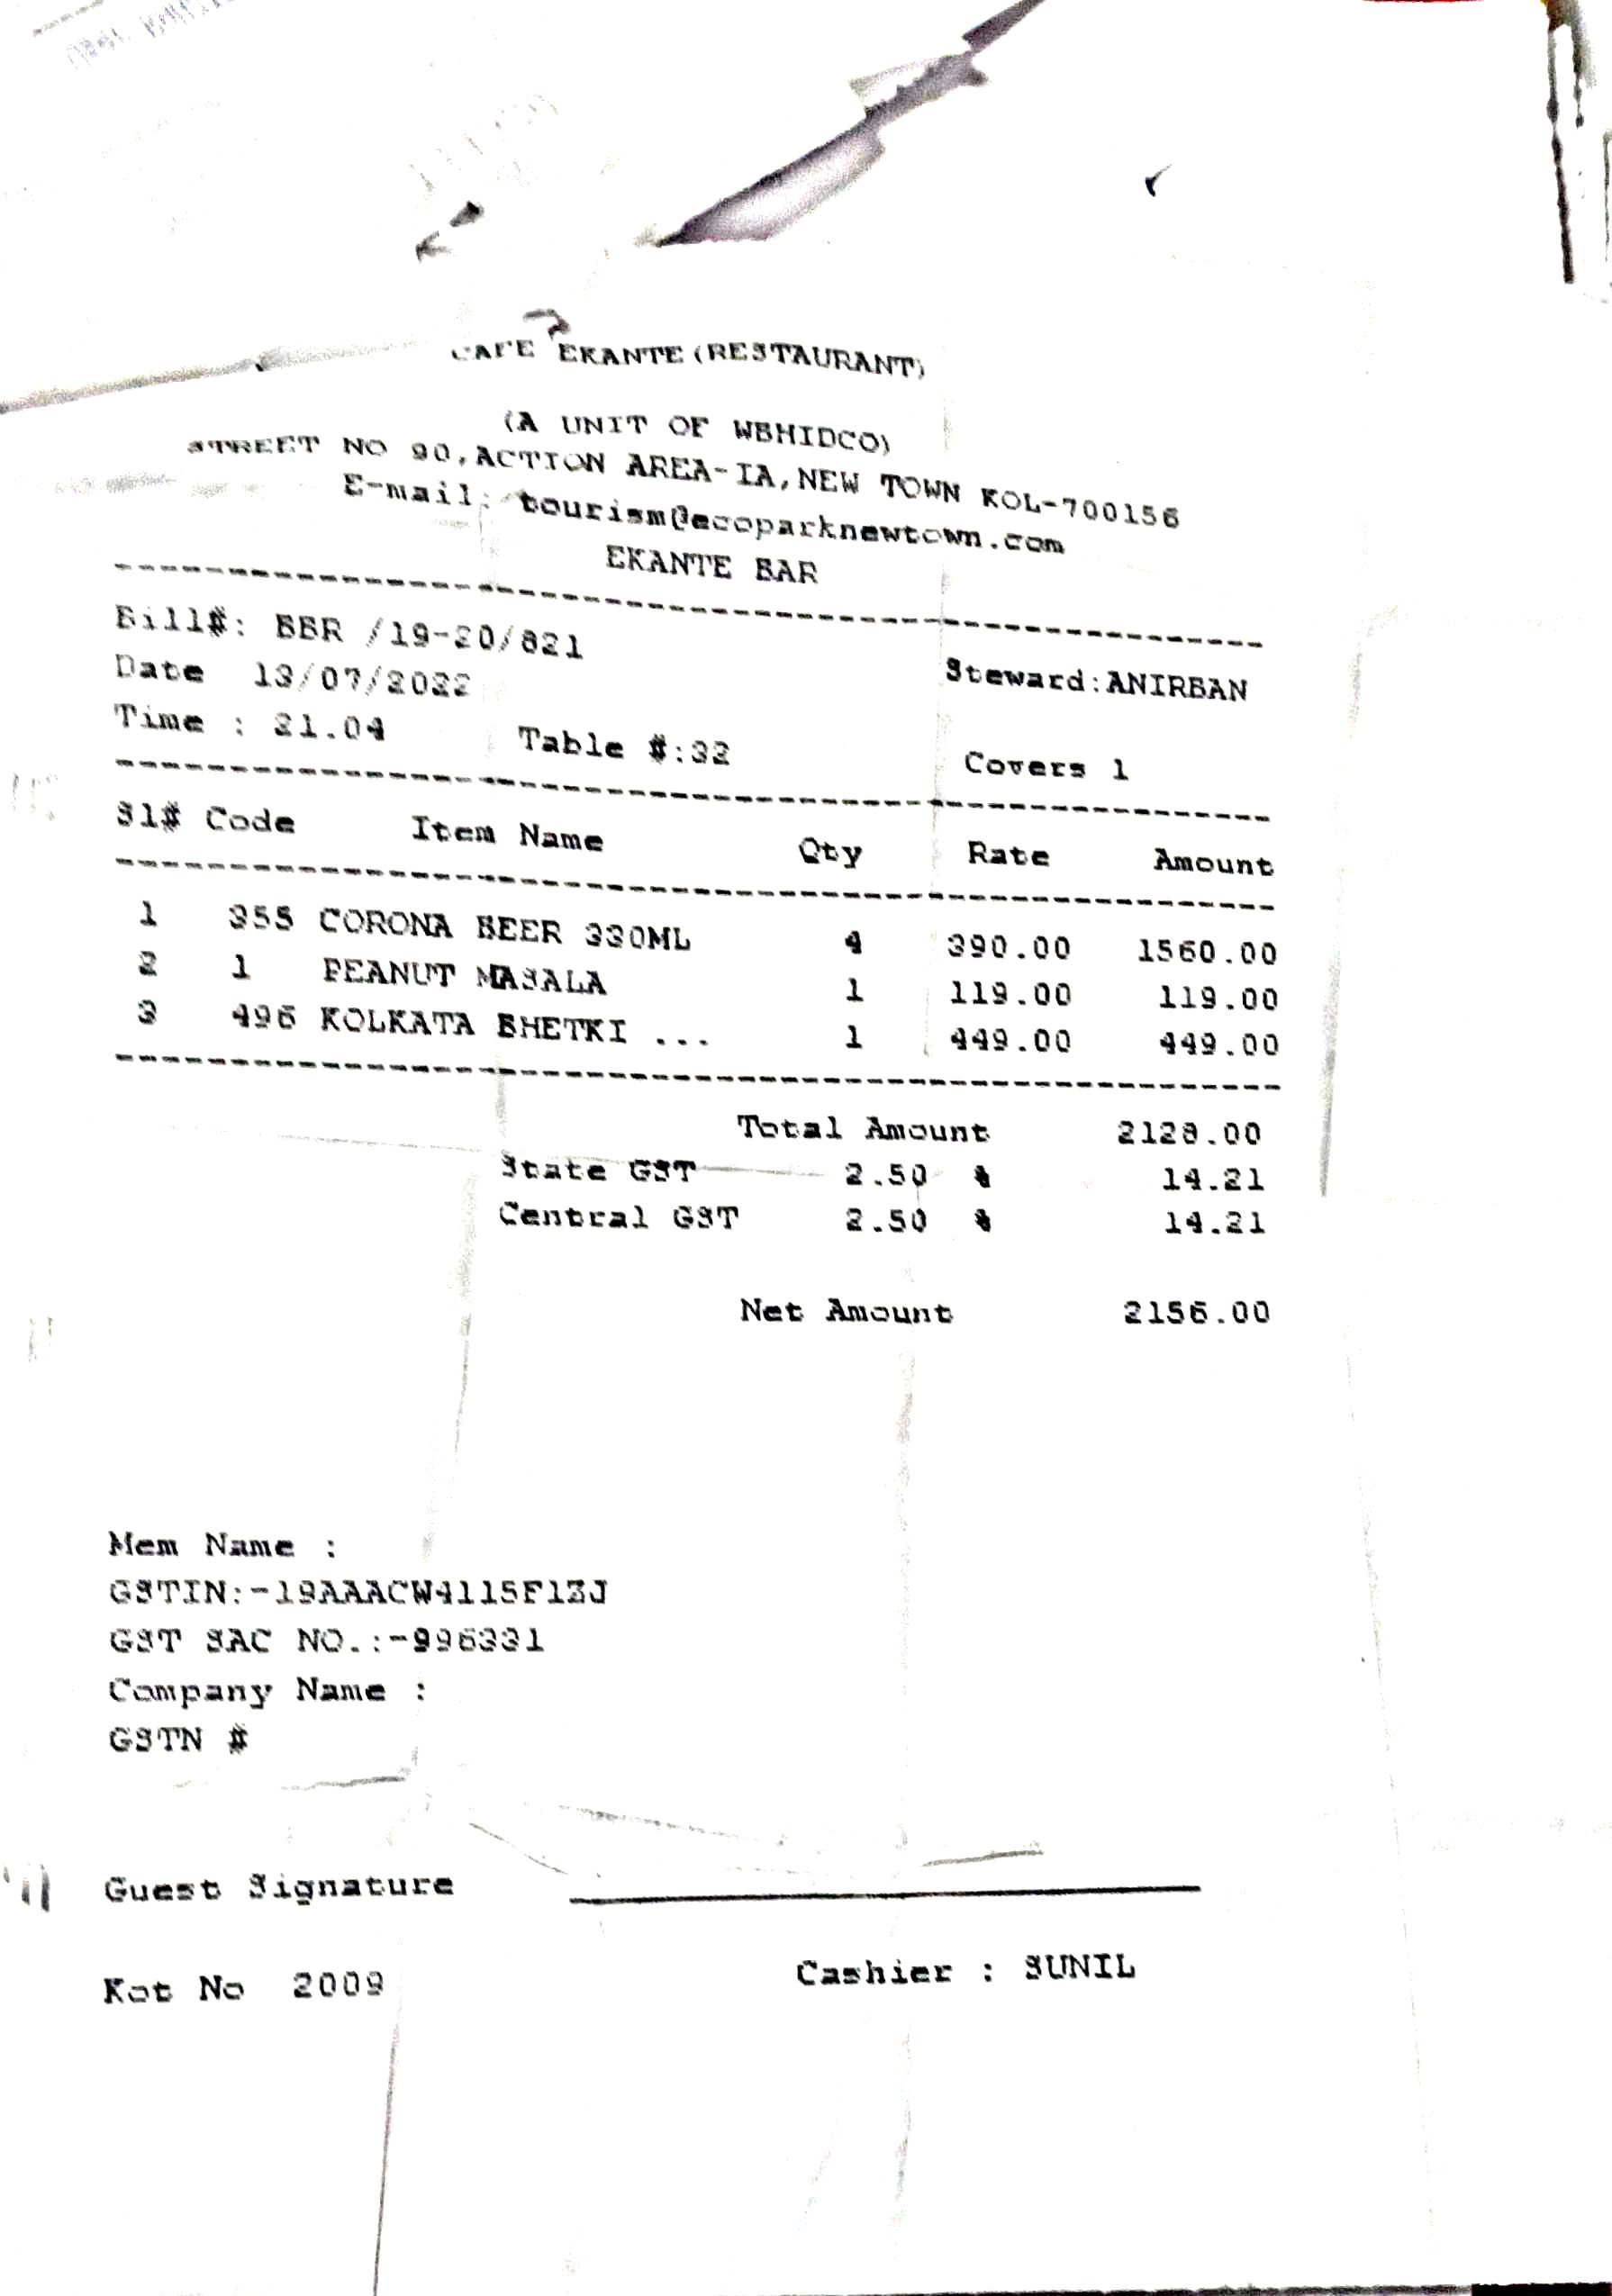 CAFE EKANTE(RESTAURANT)
(A UNIT OF WBHIDCO)
STREET NO 90,ACTION AREA-IA,NEW TOWN KOL-700156
E-mail: tourism@ecoparknewtown.com
EKANTE BAR
Bill#: BBR /19-20/821 Steward:ANIRBAN
Date 13/07/2022
Time : 21.04 Table #:32 Covers 1
Sl# Code Item Name Qty Rate Amount
1 355 CORONA BEER 330ML 4 390.00 1560.00
2 1 PEANUT MASALA 1 119.00 119.00
3 496 KOLKATA BHETKI ... 1 449.00 449.00
Total Amount 2128.00
State GST 2.50 % 14.21
Central GST 2.50 % 14.21
Net Amount 2156.00
Mem Name :
GSTIN:-19AAACW4115F1ZJ
GST SAC NO.:-996331
Company Name :
GSTN #
Guest Signature
Kot No 2009 Cashier : SUNIL